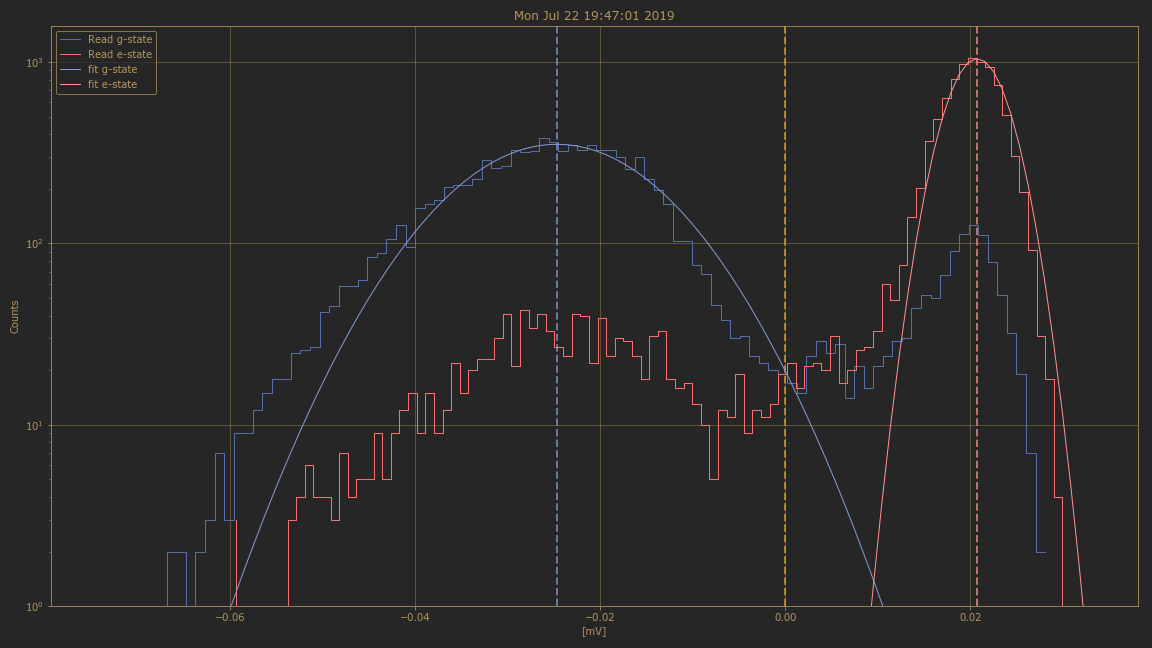 Mon Jul 22 19:47:01 2019
Read g-state
Read e-state
fit g-state
fit e-state
Counts
10³
10²
10¹
10⁰
−0.06 −0.04 −0.02 0.00 0.02
[mV]